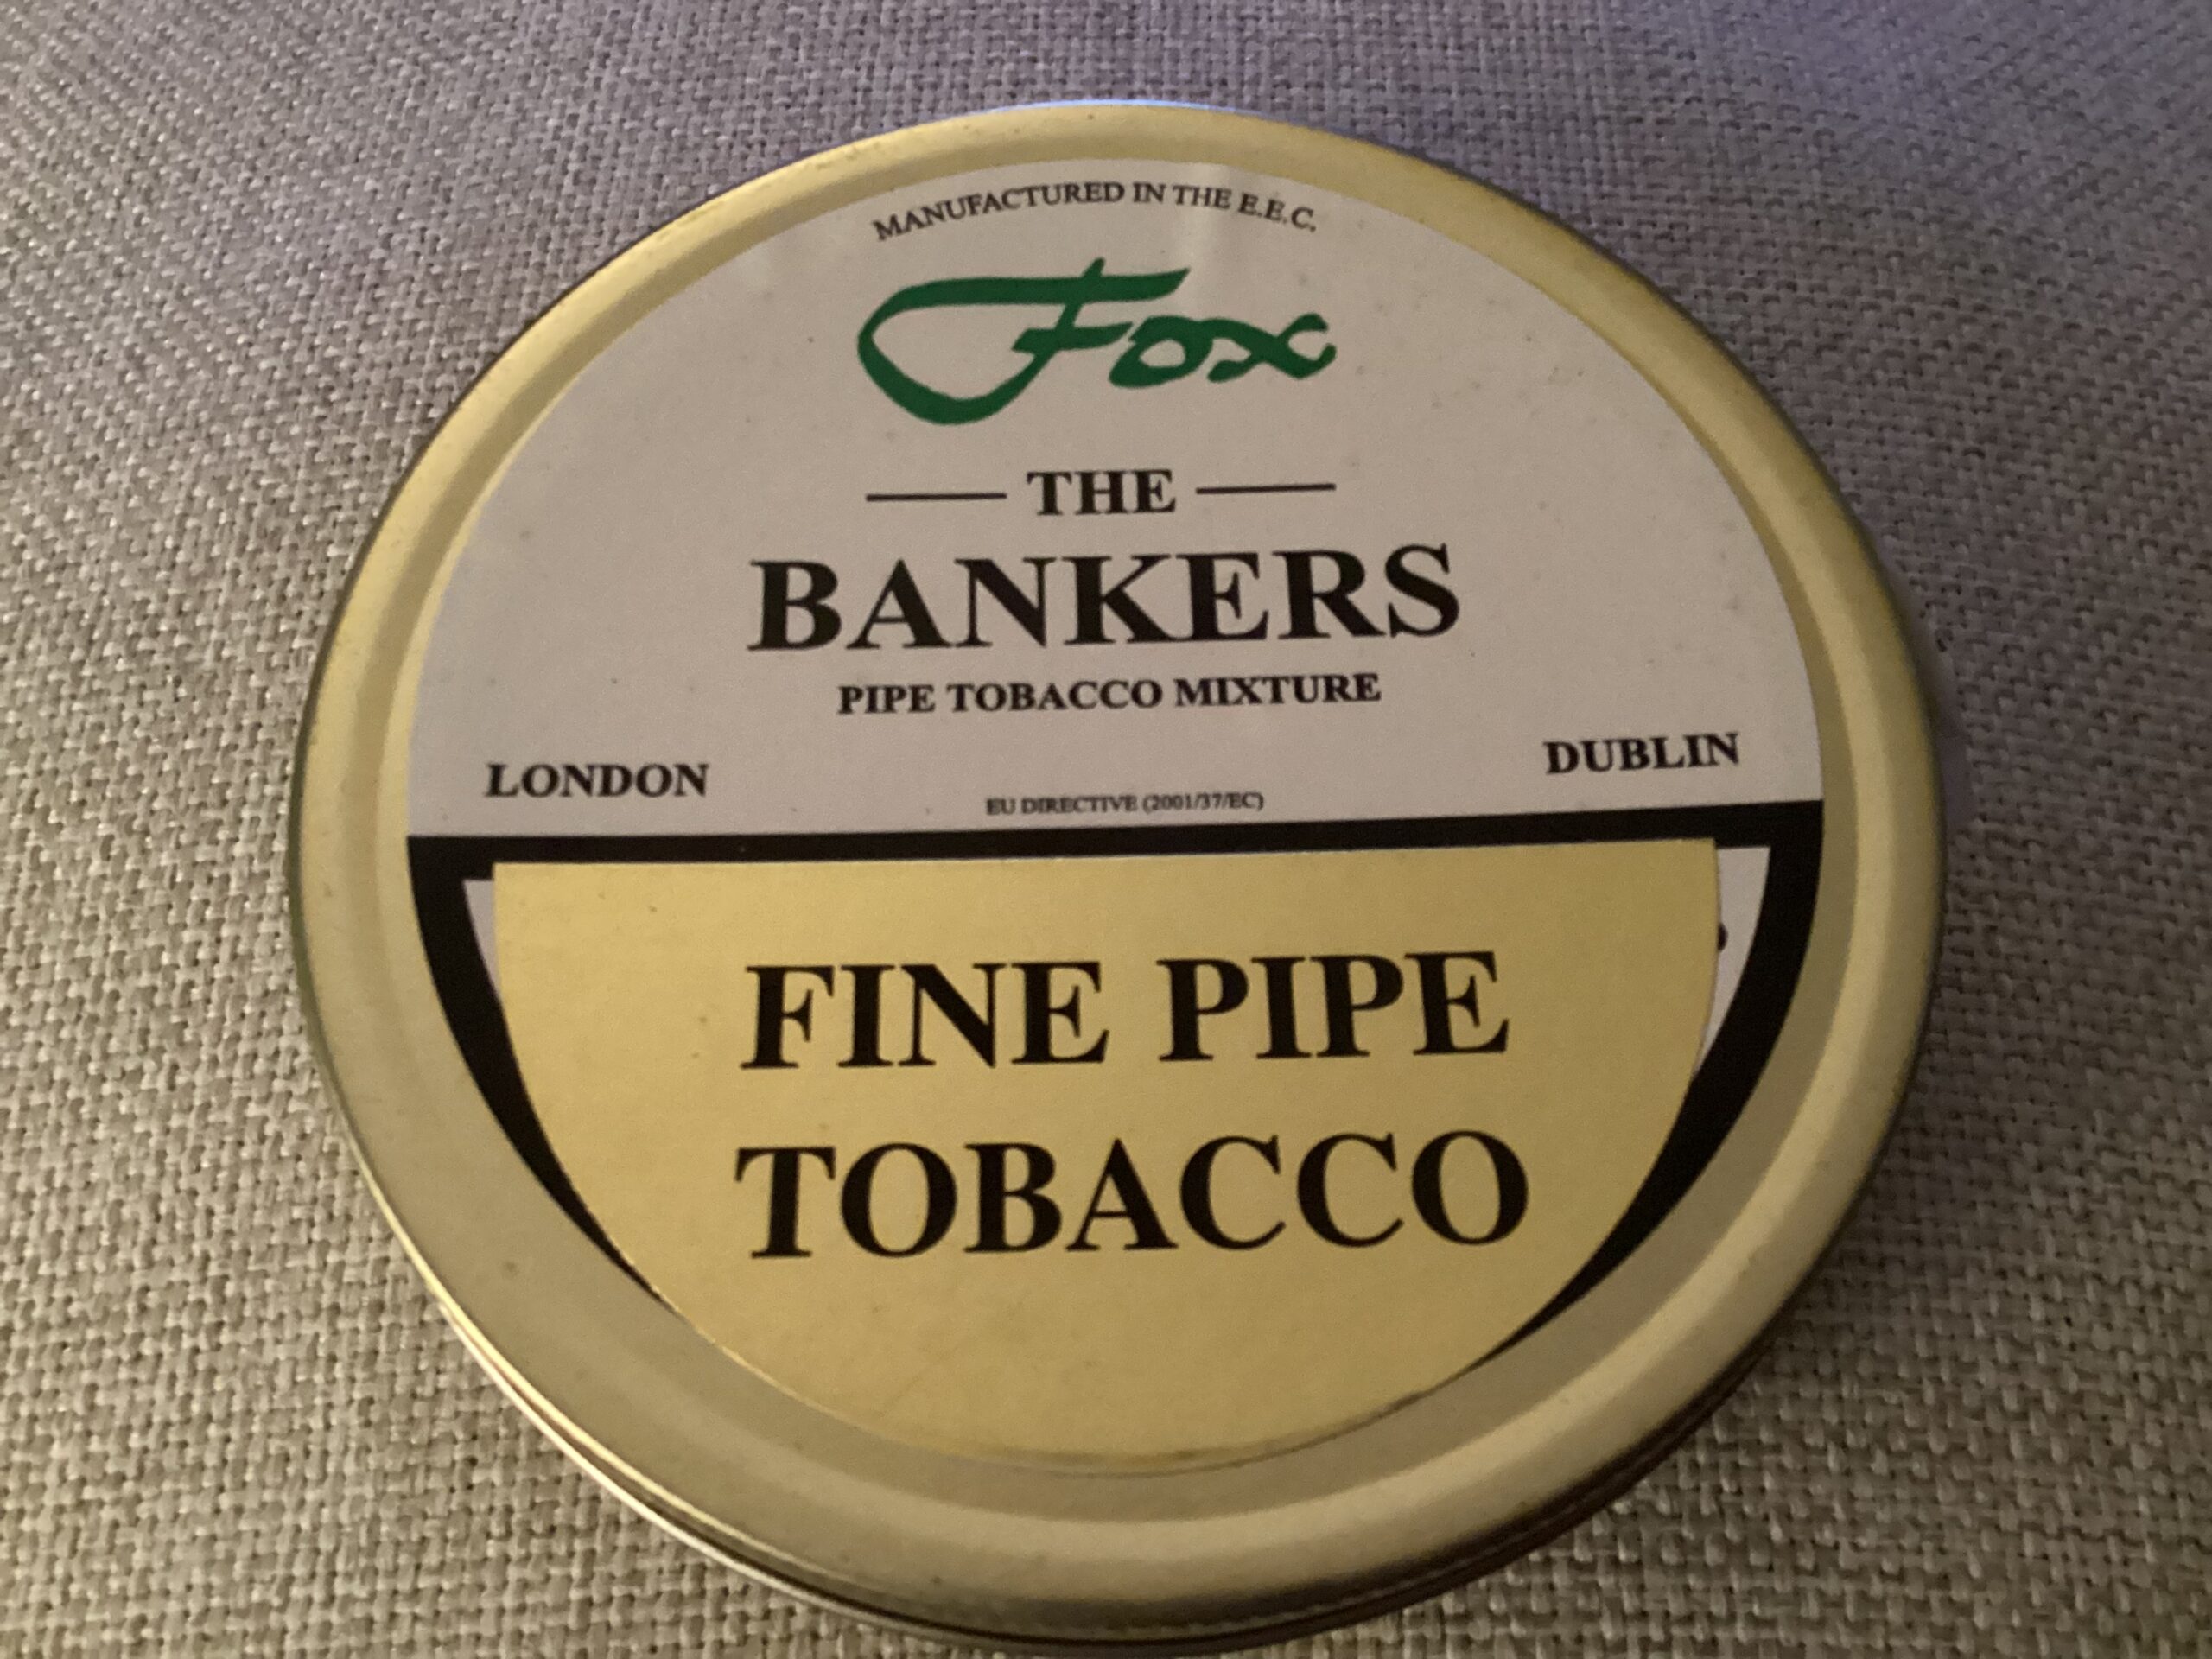 MANUFACTURED IN THE E.E.C.
Fox
THE
BANKERS
PIPE TOBACCO MIXTURE
LONDON
DUBLIN
EU DIRECTIVE (2001/37/EC)
FINE PIPE
TOBACCO